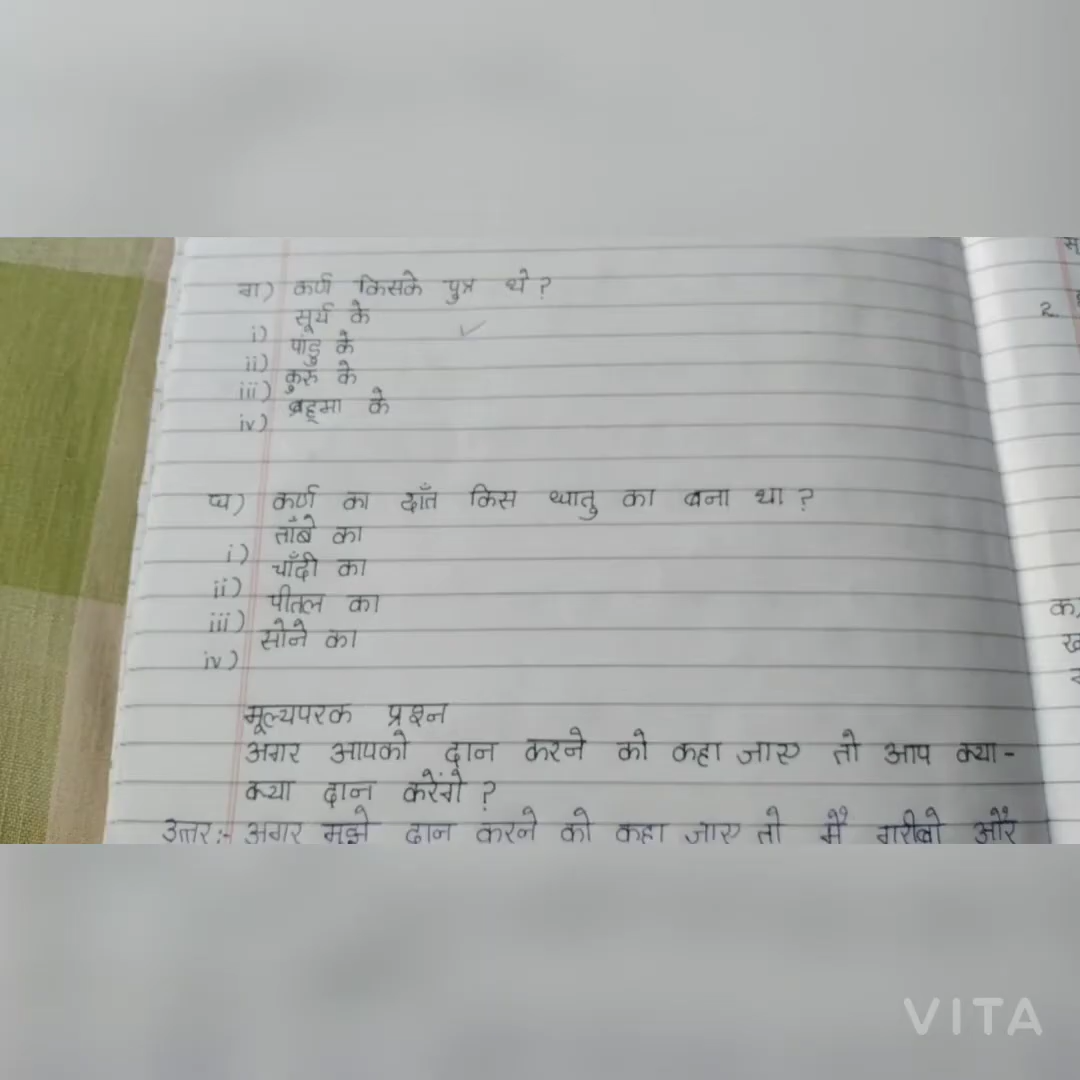 ग) कर्ण किसके पुत्र थे?
i) सूर्य के
ii) पांडु के
iii) कुरु के
iv) ब्रह्मा के
घ) कर्ण का दाँत किस धातु का बना था?
i) ताँबे का
ii) चाँदी का
iii) पीतल का
iv) सोने का
मूल्यपरक प्रश्न
अगर आपको दान करने को कहा जाए तो आप क्या-
क्या दान करेंगे?
उत्तर:- अगर मुझे दान करने को कहा जाए तो मैं गरीबो और
2.
क.
VITA